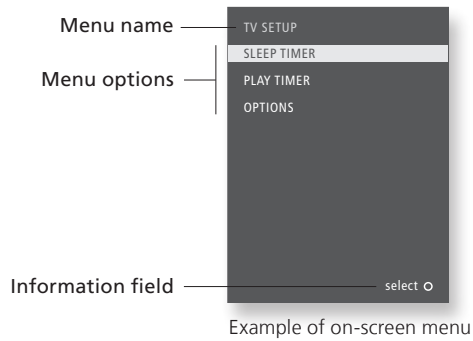 Menu name
TV SETUP
SLEEP TIMER
Menu options
PLAY TIMER
OPTIONS
Information field
select
Example of on-screen menu